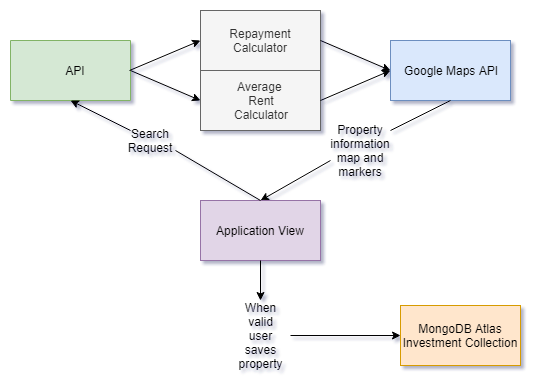 API
Repayment
Calculator
Average
Rent
Calculator
Google Maps API
Search
Request
Property
information
map and
markers
Application View
When
valid
user
saves
property
MongoDB Atlas
Investment Collection